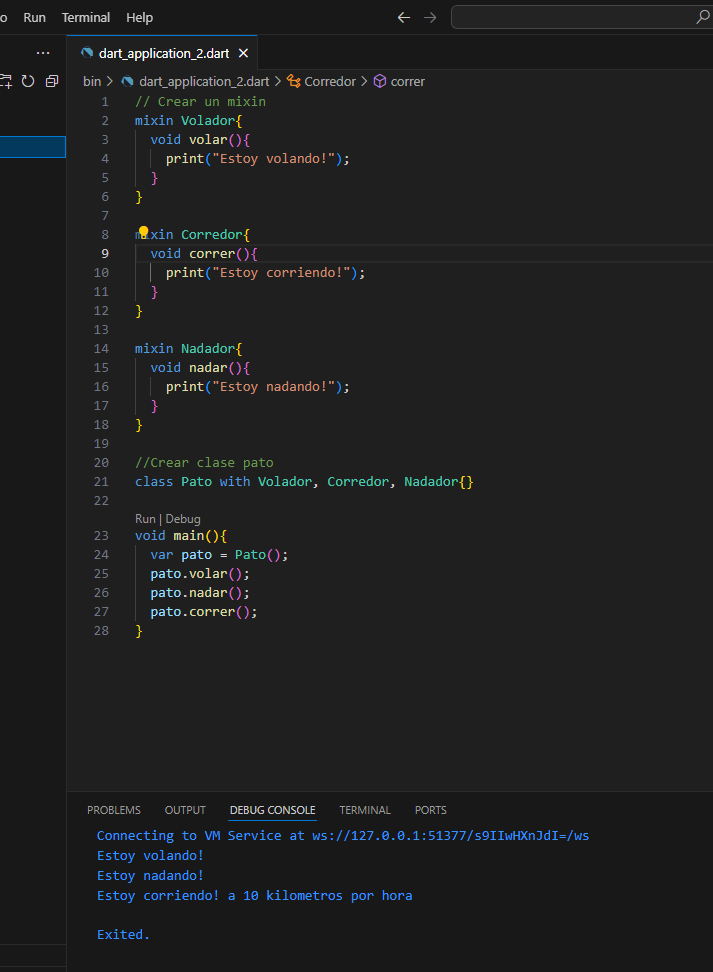 o Run Terminal Help
dart_application_2.dart
bin > dart_application_2.dart > Corredor > correr
1 // Crear un mixin
2 mixin Volador{
3 void volar(){
4 print("Estoy volando!");
5 }
6 }
7
8 mixin Corredor{
9 void correr(){
10 print("Estoy corriendo!");
11 }
12 }
13
14 mixin Nadador{
15 void nadar(){
16 print("Estoy nadando!");
17 }
18 }
19
20 //Crear clase pato
21 class Pato with Volador, Corredor, Nadador{}
22
Run | Debug
23 void main(){
24 var pato = Pato();
25 pato.volar();
26 pato.nadar();
27 pato.correr();
28 }
PROBLEMS OUTPUT DEBUG CONSOLE TERMINAL PORTS
Connecting to VM Service at ws://127.0.0.1:51377/s9IIwHXnJdI=/ws
Estoy volando!
Estoy nadando!
Estoy corriendo! a 10 kilometros por hora
Exited.